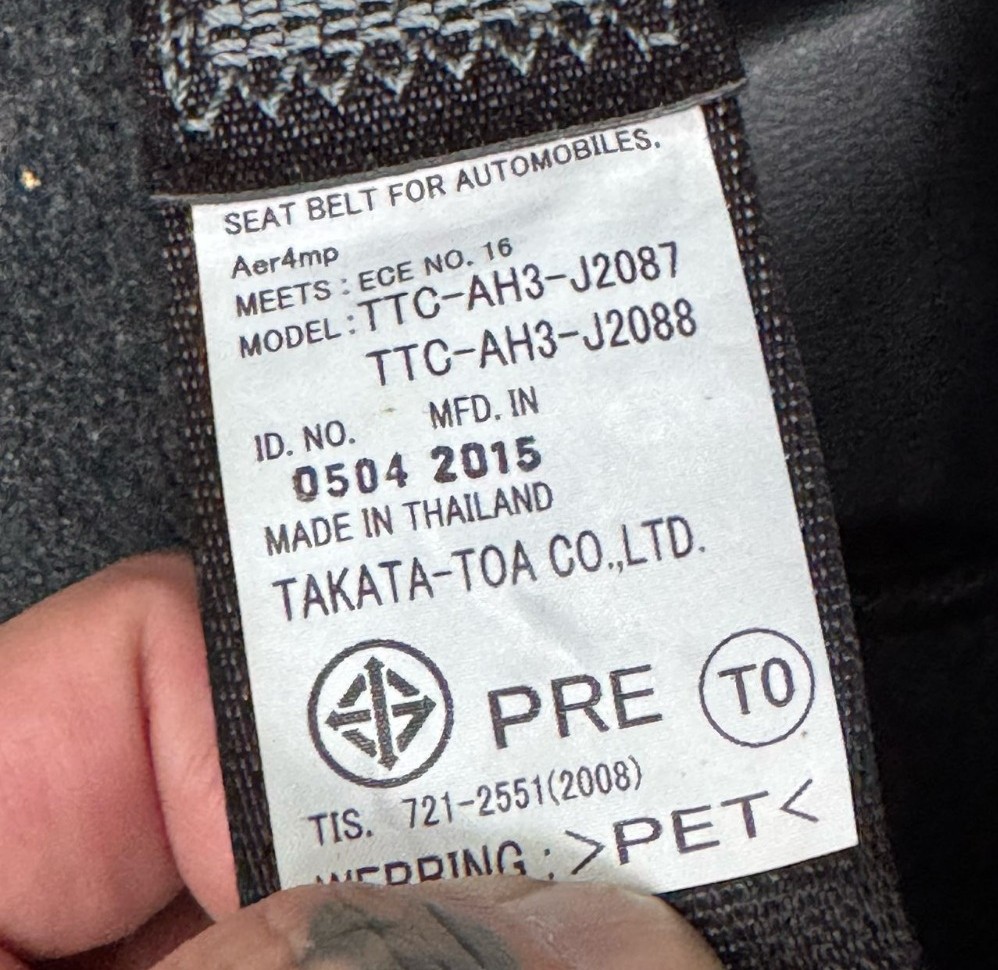 SEAT BELT FOR AUTOMOBILES.
Aer4mp
MEETS : ECE NO. 16
MODEL : TTC-AH3-J2087
TTC-AH3-J2088
ID. NO. MFD. IN
0504 2015
MADE IN THAILAND
TAKATA-TOA CO.,LTD.
PRE TO
TIS. 721-2551(2008)
WEBBING : >PET<